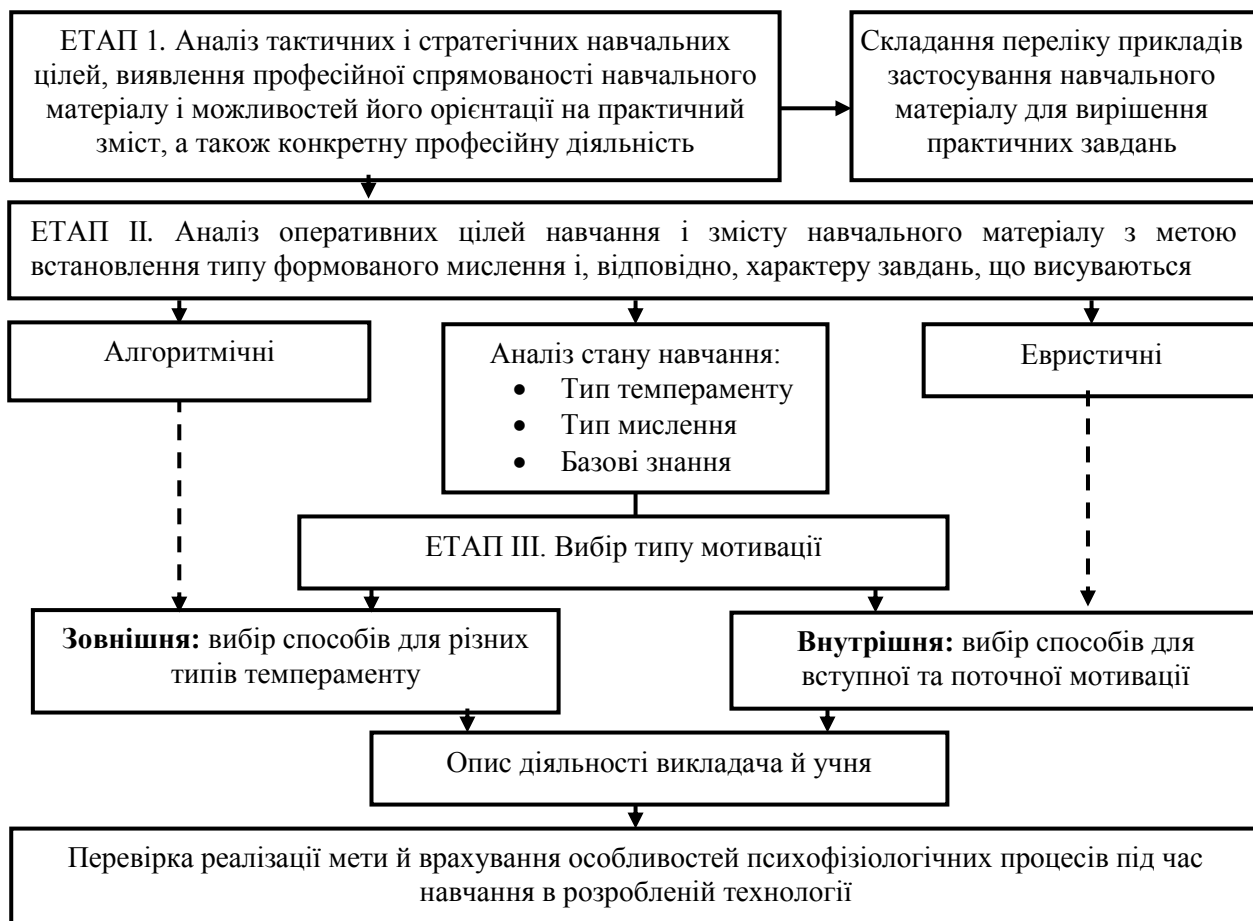 ЕТАП 1. Аналіз тактичних і стратегічних навчальних
цілей, виявлення професійної спрямованості навчального
матеріалу і можливостей його орієнтації на практичний
зміст, а також конкретну професійну діяльність
Складання переліку прикладів
застосування навчального
матеріалу для вирішення
практичних завдань
ЕТАП ІІ. Аналіз оперативних цілей навчання і змісту навчального матеріалу з метою
встановлення типу формованого мислення і, відповідно, характеру завдань, що висуваються
Алгоритмічні
Аналіз стану навчання:
• Тип темпераменту
• Тип мислення
• Базові знання
Евристичні
ЕТАП ІІІ. Вибір типу мотивації
Зовнішня: вибір способів для різних
типів темпераменту
Внутрішня: вибір способів для
вступної та поточної мотивації
Опис діяльності викладача й учня
Перевірка реалізації мети й врахування особливостей психофізіологічних процесів під час
навчання в розробленій технології